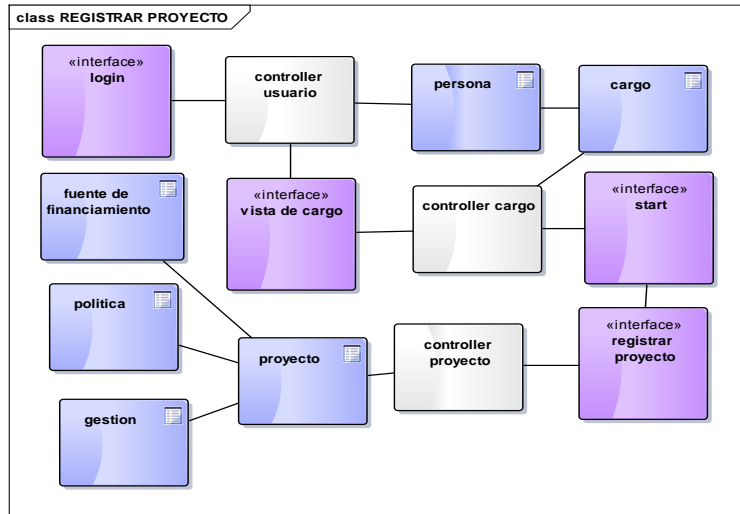 class REGISTRAR PROYECTO
«interface»
login
controller
usuario
persona
cargo
fuente de
financiamiento
«interface»
vista de cargo
controller cargo
«interface»
start
politica
proyecto
controller
proyecto
«interface»
registrar
proyecto
gestion